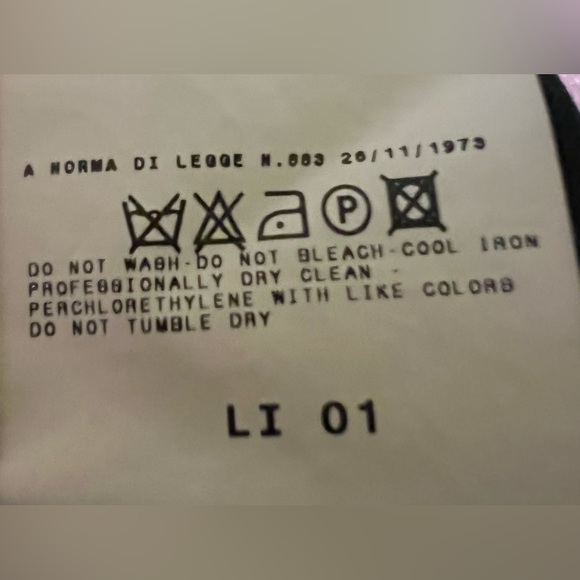 A NORMA DI LEGGE N.883 26/11/1973
P
DO NOT WASH-DO NOT BLEACH-COOL IRON
PROFESSIONALLY DRY CLEAN -
PERCHLORETHYLENE WITH LIKE COLORS
DO NOT TUMBLE DRY
LI 01